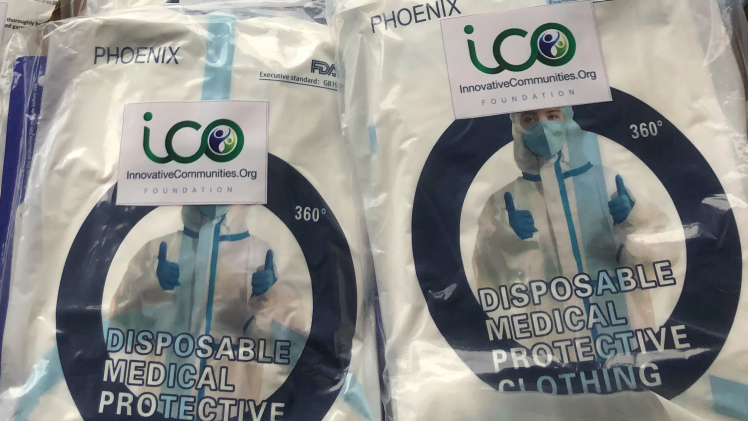 PHOENIX
FDA
Executive standard: GB19
ico
InnovativeCommunities.Org
FOUNDATION
360°
DISPOSABLE
MEDICAL
PROTECTIVE
PHOENIX
ico
InnovativeCommunities.Org
FOUNDATION
360°
DISPOSABLE
MEDICAL
PROTECTIVE
CLOTHING